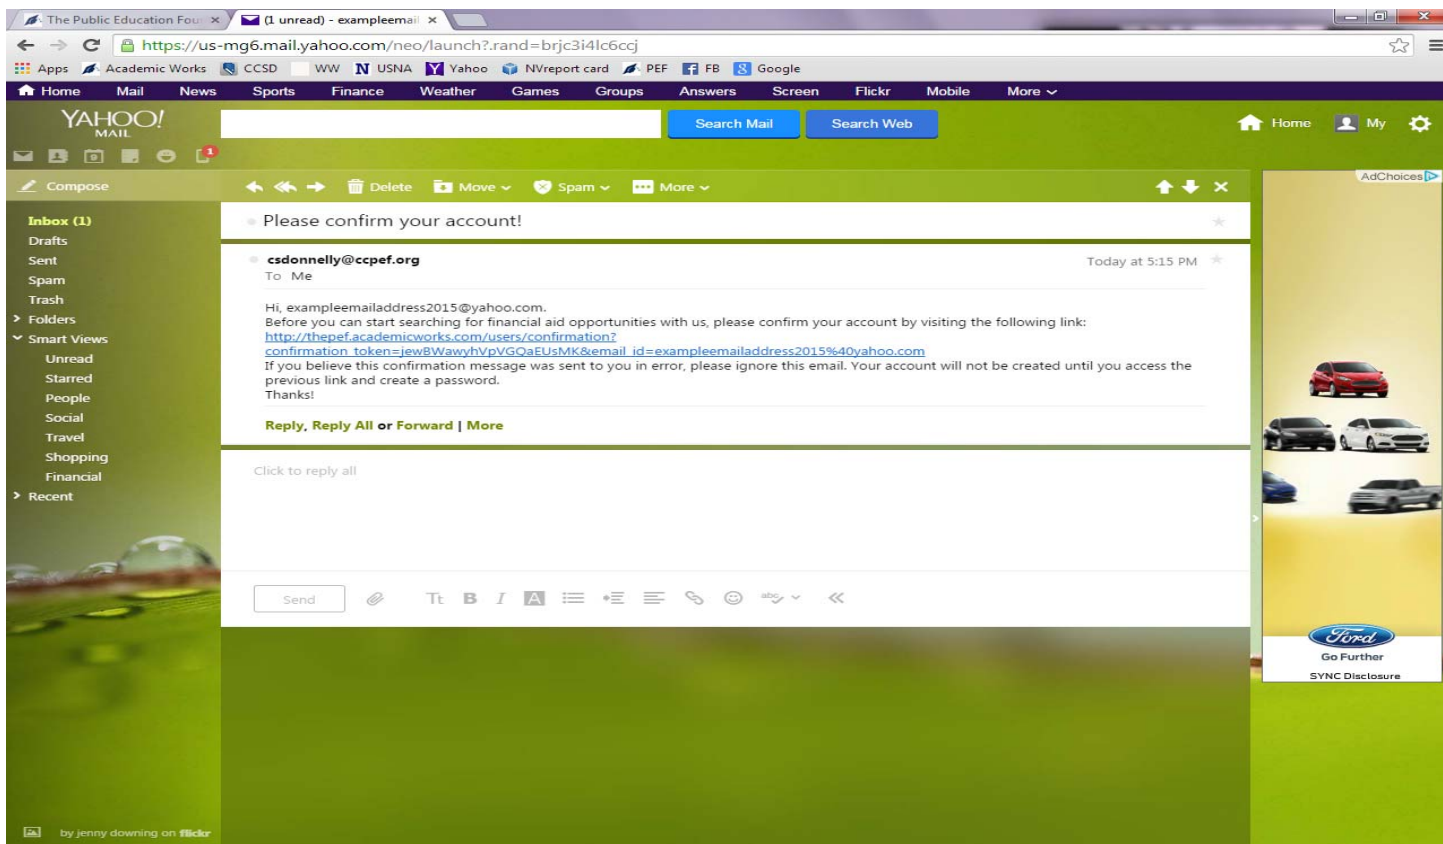 The Public Education Fou
(1 unread) - exampleemai
https://us-mg6.mail.yahoo.com/neo/launch?.rand=brjc3i4lc6ccj
Apps Academic Works CCSD WW N USNA Y Yahoo NVreport card PEF f FB 8 Google
Home Mail News Sports Finance Weather Games Groups Answers Screen Flickr Mobile More
YAHOO!
MAIL
Search Mail Search Web Home My
9 1
Compose Delete Move Spam More
AdChoices
Inbox (1)
Drafts
Sent
Spam
Trash
Folders
Smart Views
Unread
Starred
People
Social
Travel
Shopping
Financial
Recent
Please confirm your account!
csdonnelly@ccpef.org Today at 5:15 PM
To Me
Hi, exampleemailaddress2015@yahoo.com.
Before you can start searching for financial aid opportunities with us, please confirm your account by visiting the following link:
http://thepef.academicworks.com/users/confirmation?
confirmation_token=jewBWawyhVpVGQaEUsMK&email_id=exampleemailaddress2015%40yahoo.com
If you believe this confirmation message was sent to you in error, please ignore this email. Your account will not be created until you access the
previous link and create a password.
Thanks!
Reply, Reply All or Forward | More
Click to reply all
Send Tt B I A abc
Ford
Go Further
SYNC Disclosure
by jenny downing on flickr